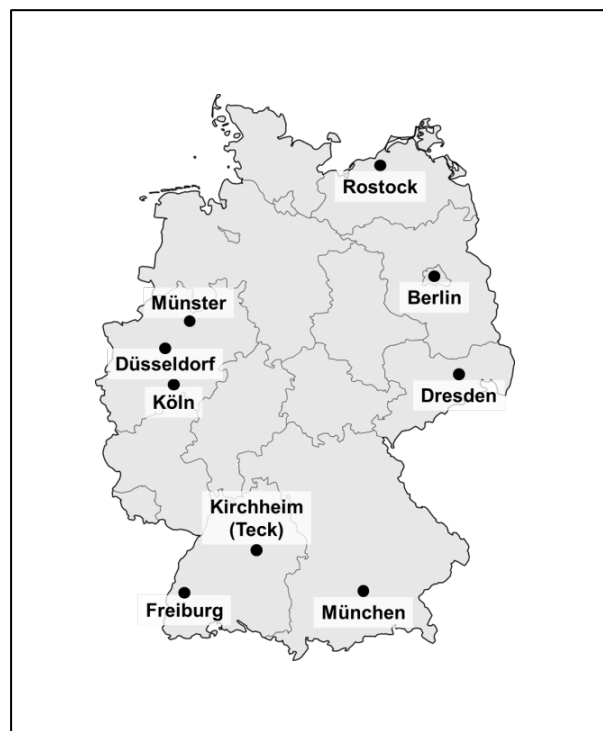 Rostock
Berlin
Münster
Düsseldorf
Köln
Dresden
Kirchheim
(Teck)
Freiburg
München